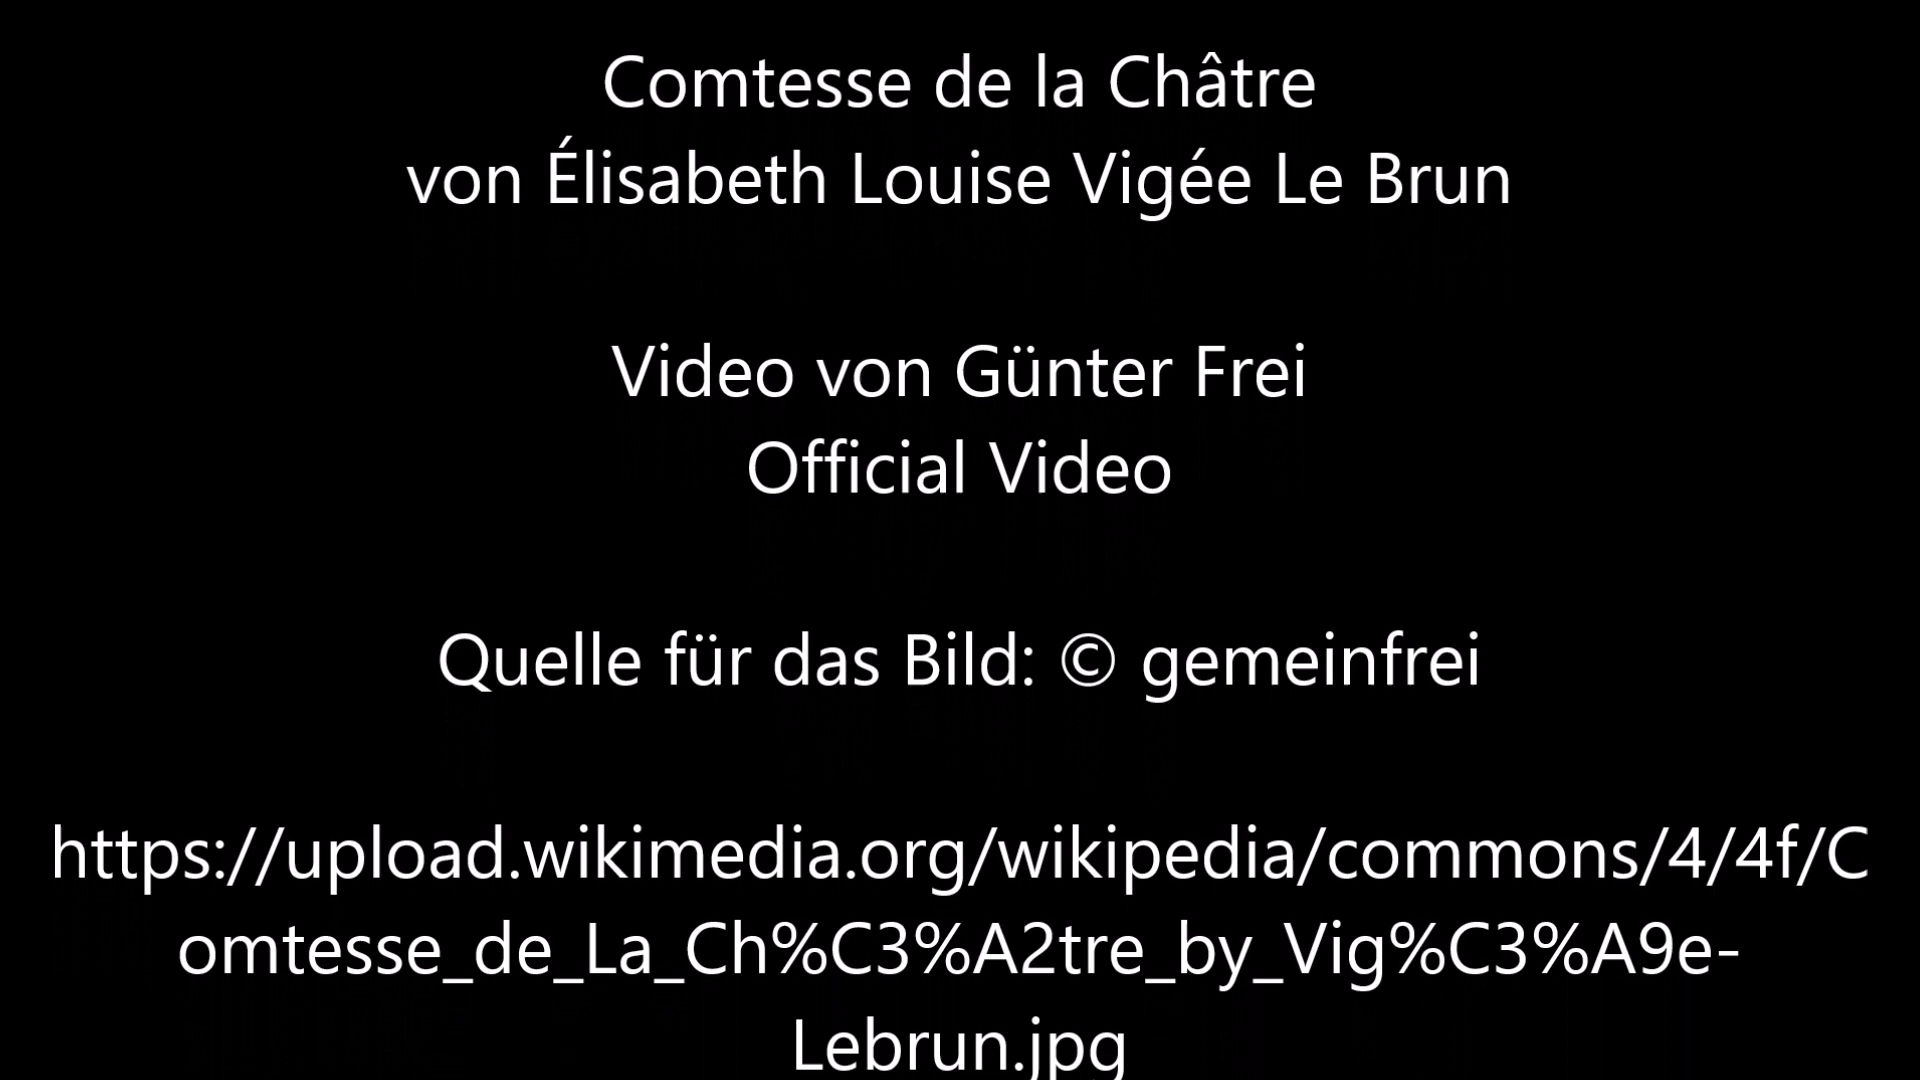 Comtesse de la Châtre
von Élisabeth Louise Vigée Le Brun
Video von Günter Frei
Official Video
Quelle für das Bild: © gemeinfrei
https://upload.wikimedia.org/wikipedia/commons/4/4f/C
omtesse_de_La_Ch%C3%A2tre_by_Vig%C3%A9e-
Lebrun.jpg